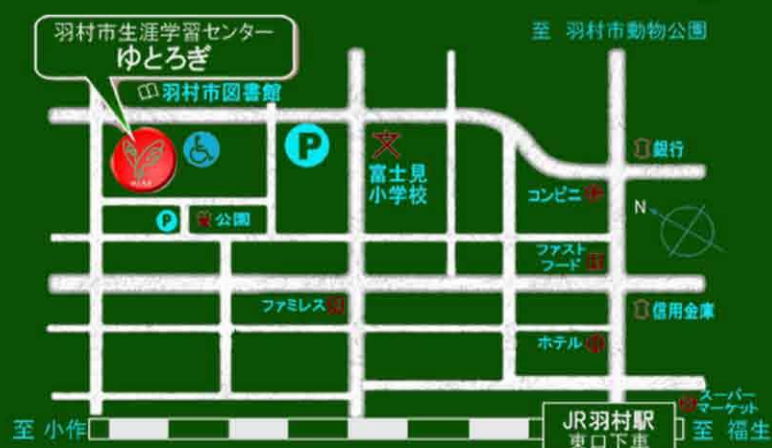 羽村市生涯学習センター
ゆとろぎ
至 羽村市動物公園
羽村市図書館
P
富士見
小学校
銀行
コンビニ
N
P
公園
ファスト
フード
ファミレス
信用金庫
ホテル
スーパー
マーケット
至 小作
JR羽村駅
東口下車
至 福生